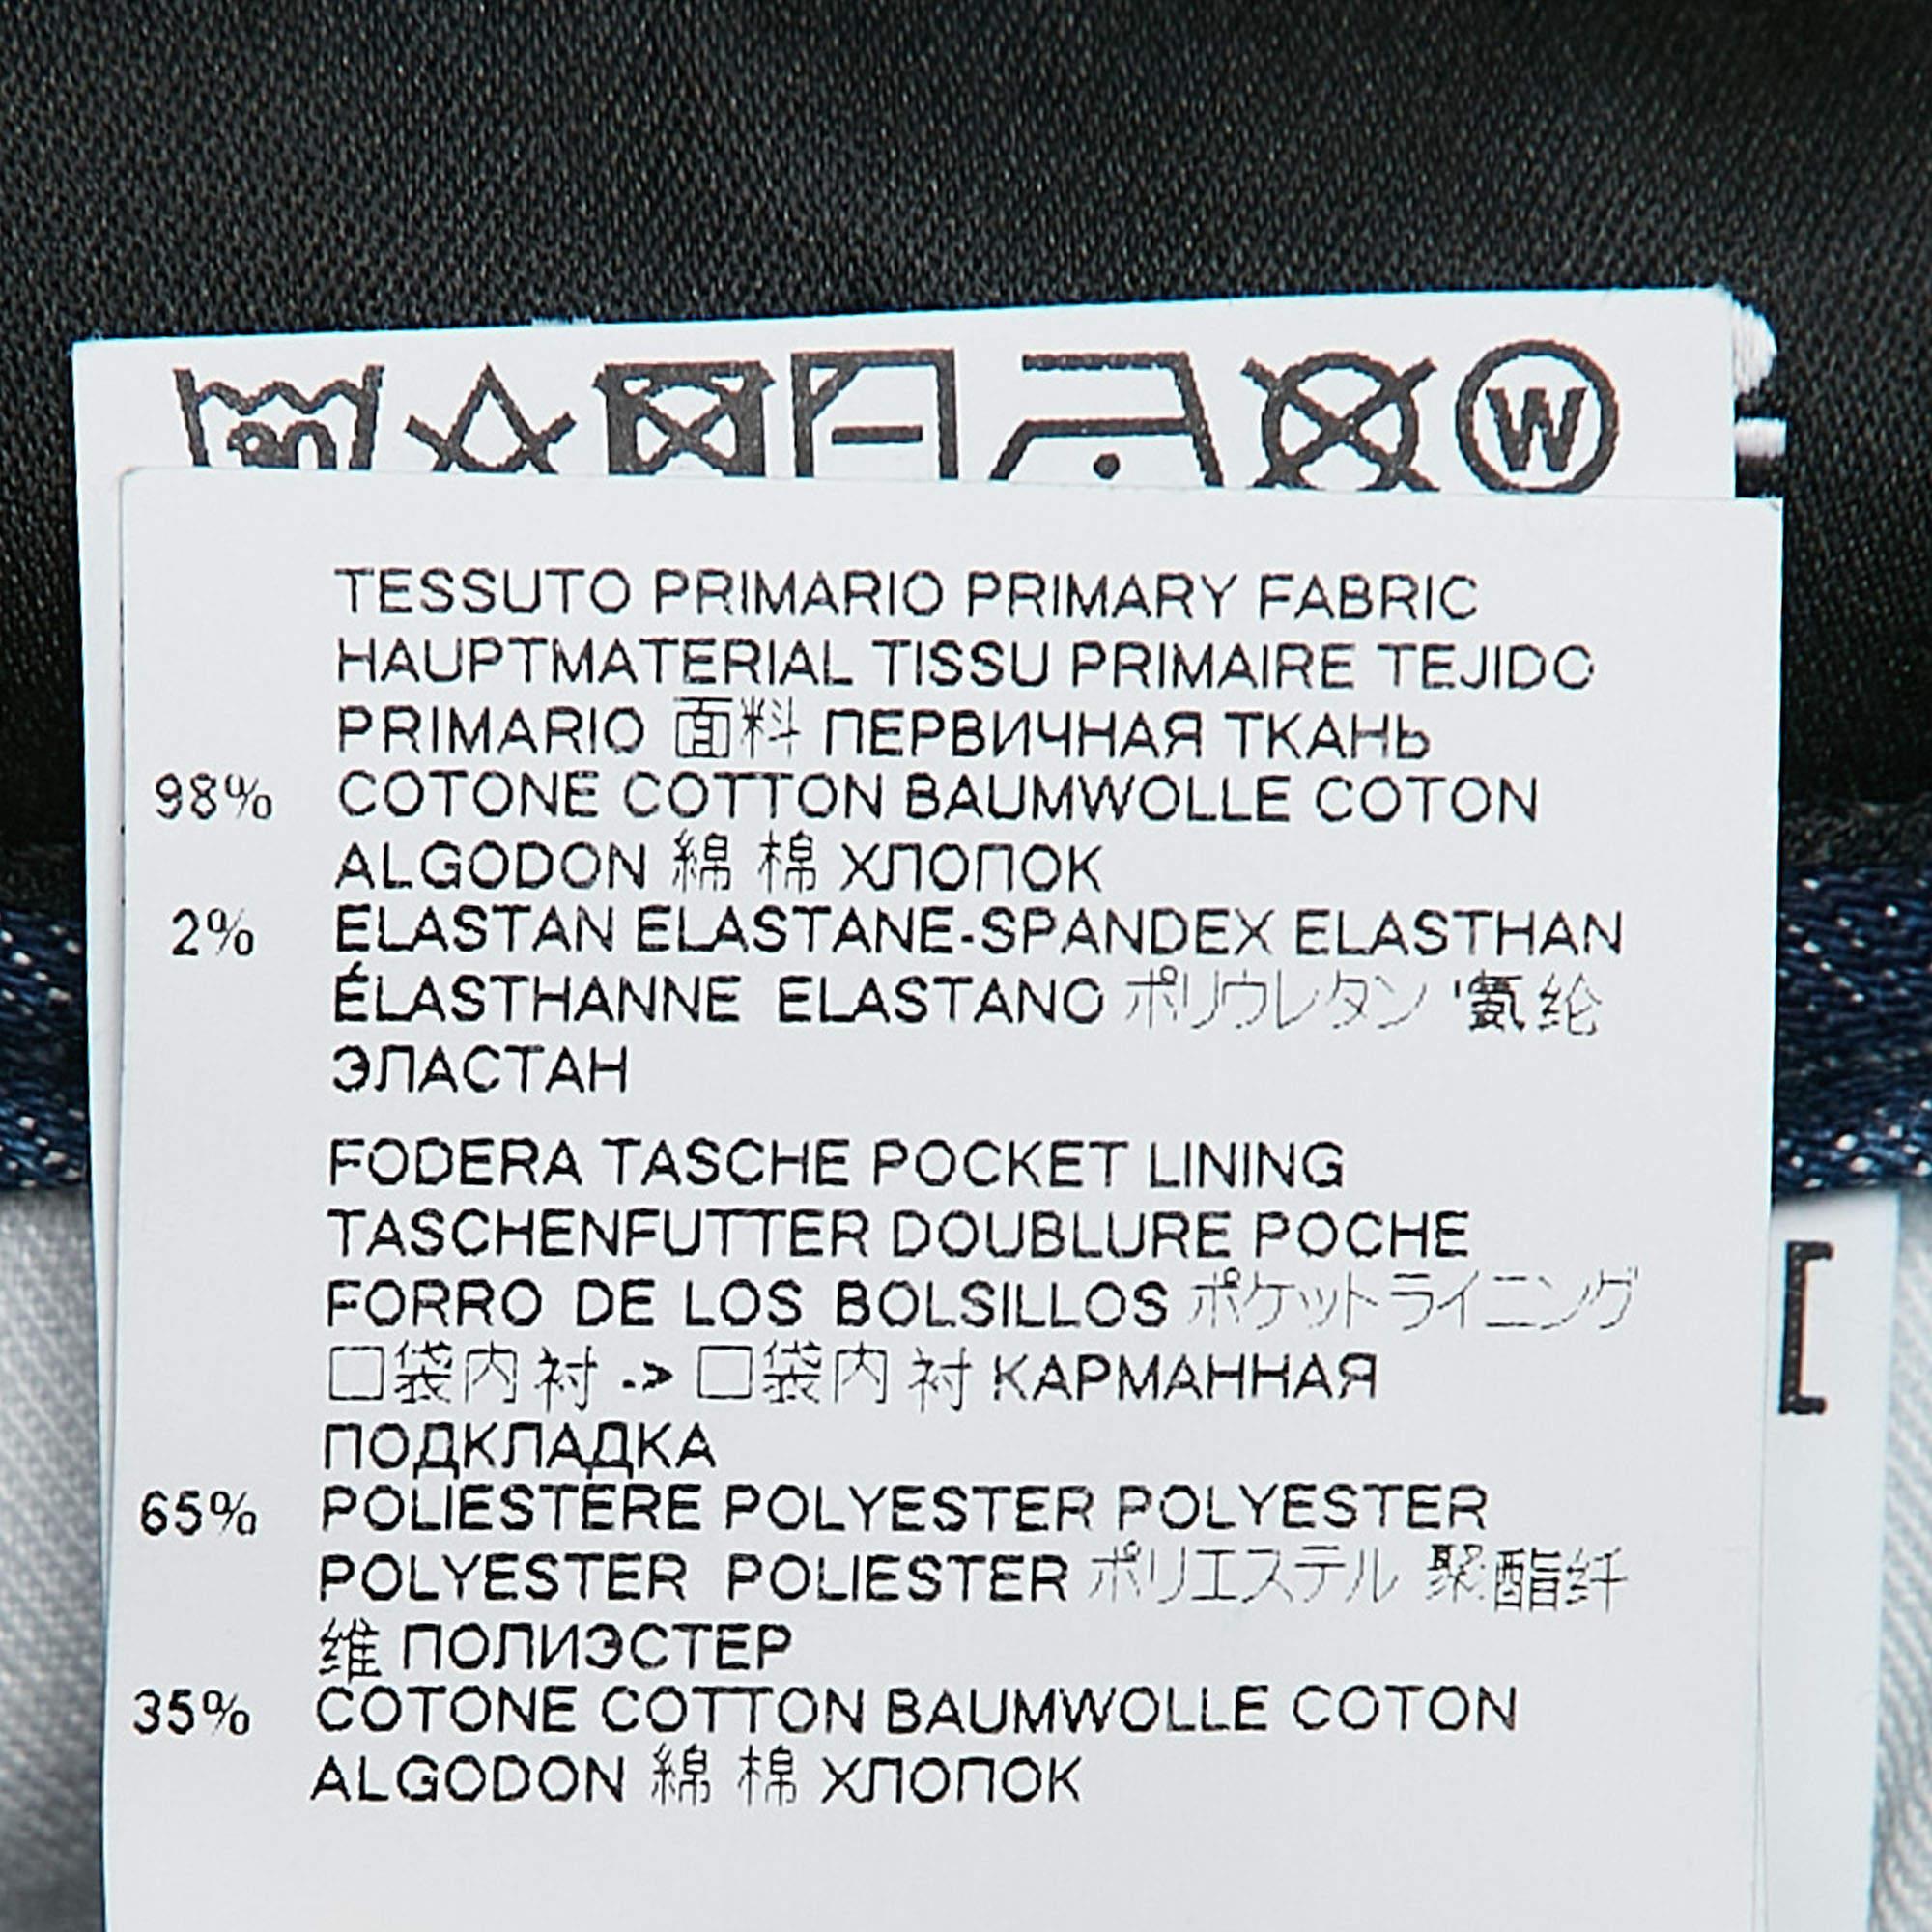 W
TESSUTO PRIMARIO PRIMARY FABRIC
HAUPTMATERIAL TISSU PRIMAIRE TEJIDO
PRIMARIO 面料 ПЕРВИЧНАЯ ТКАНЬ
98% COTONE COTTON BAUMWOLLE COTON
ALGODON 綿 棉 ХЛОПОК
2% ELASTAN ELASTANE-SPANDEX ELASTHAN
ÉLASTHANNE ELASTANO ポリウレタン '氨纶
ЭЛАСТАН
FODERA TASCHE POCKET LINING
TASCHENFUTTER DOUBLURE POCHE
FORRO DE LOS BOLSILLOS ポケットライニング
口袋内衬 -> 口袋内衬 КАРМАННАЯ
ПОДКЛАДКА
65% POLIESTERE POLYESTER POLYESTER
POLYESTER POLIESTER ポリエステル 聚酯纤
维 ПОЛИЭСТЕР
35% COTONE COTTON BAUMWOLLE COTON
ALGODON 綿 棉 ХЛОПОК